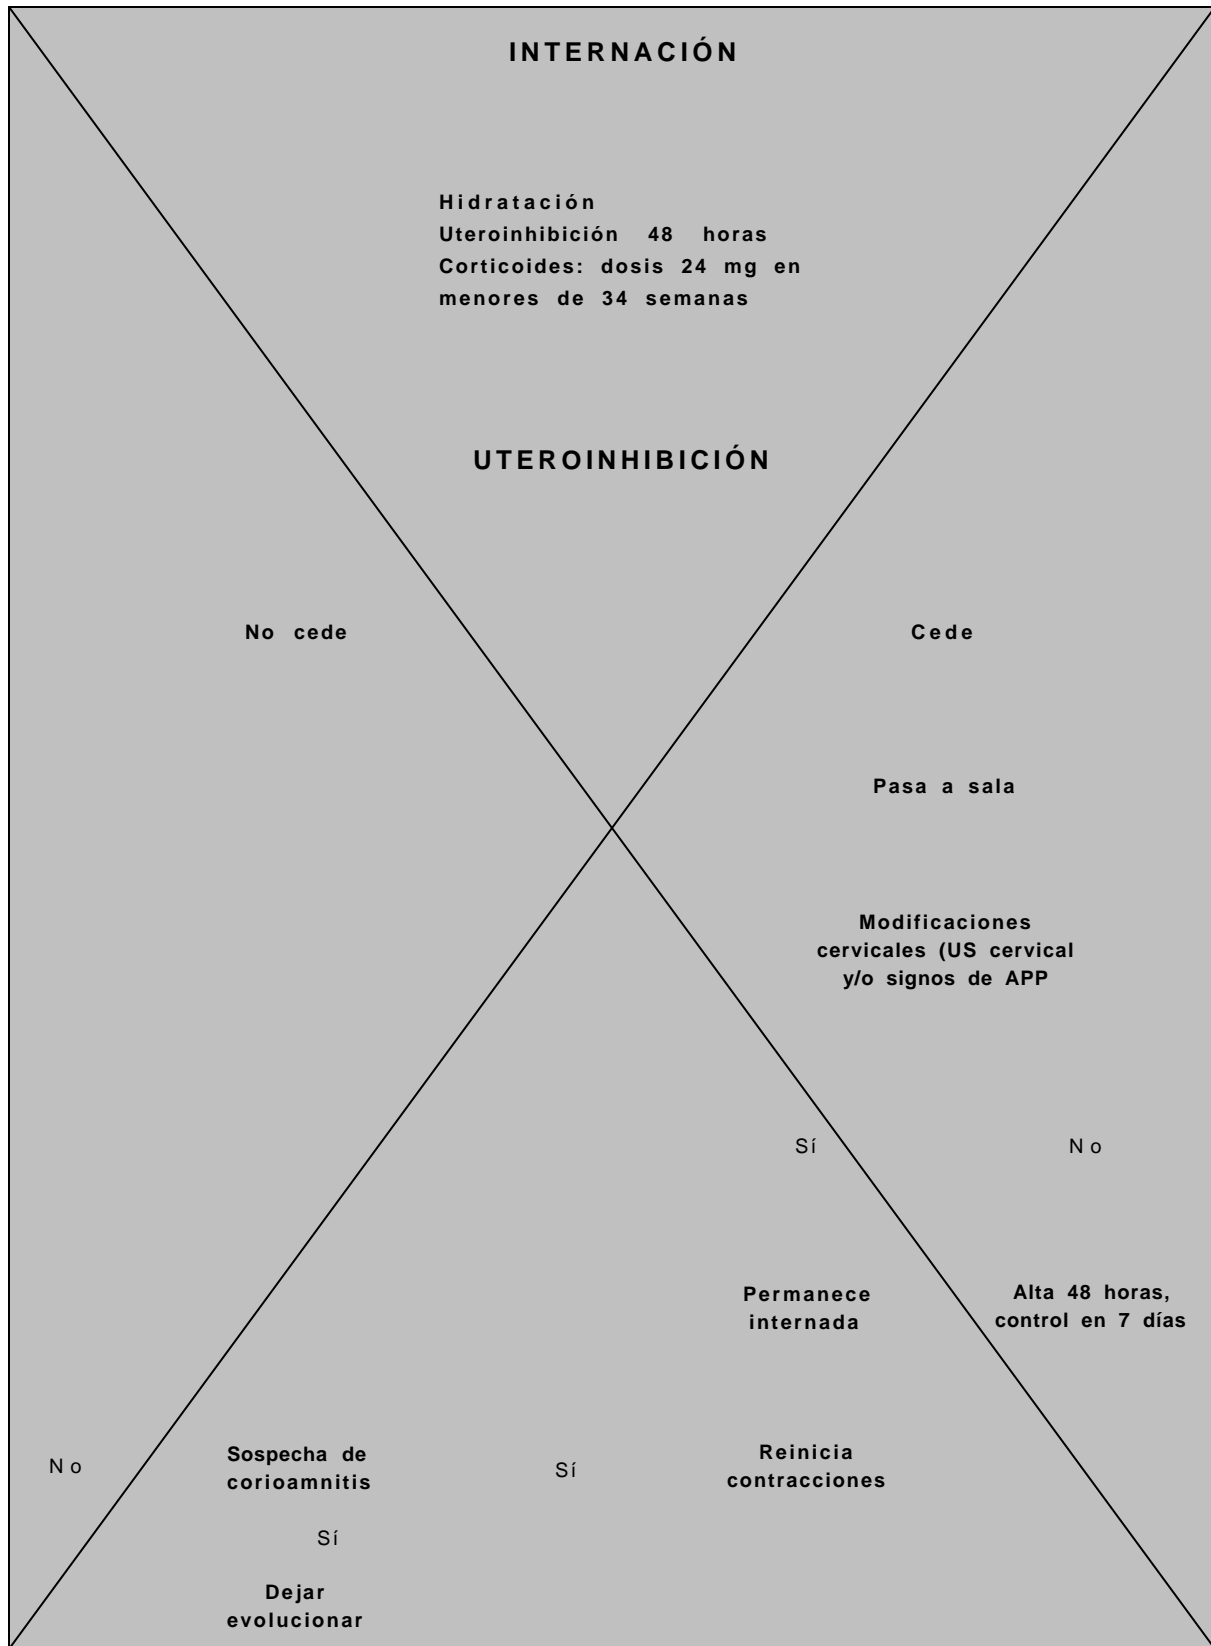 INTERNACIÓN
Hidratación
Uteroinhibición 48 horas
Corticoides: dosis 24 mg en
menores de 34 semanas
UTEROINHIBICIÓN
No cede
Cede
Pasa a sala
Modificaciones
cervicales (US cervical
y/o signos de APP
Sí
No
Permanece
internada
Alta 48 horas,
control en 7 días
No
Sospecha de
corioamnitis
Sí
Reinicia
contracciones
Sí
Dejar
evolucionar